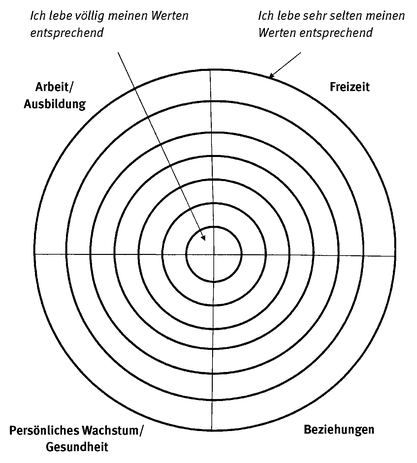 Ich lebe völlig meinen Werten
entsprechend
Ich lebe sehr selten meinen
Werten entsprechend
Arbeit/
Ausbildung
Freizeit
Persönliches Wachstum/
Gesundheit
Beziehungen